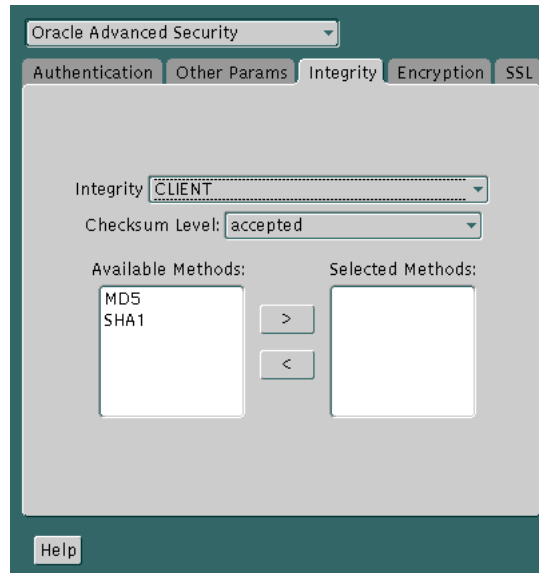 Oracle Advanced Security
Authentication Other Params Integrity Encryption SSL
Integrity CLIENT
Checksum Level: accepted
Available Methods: Selected Methods:
MD5
SHA1
>
<
Help